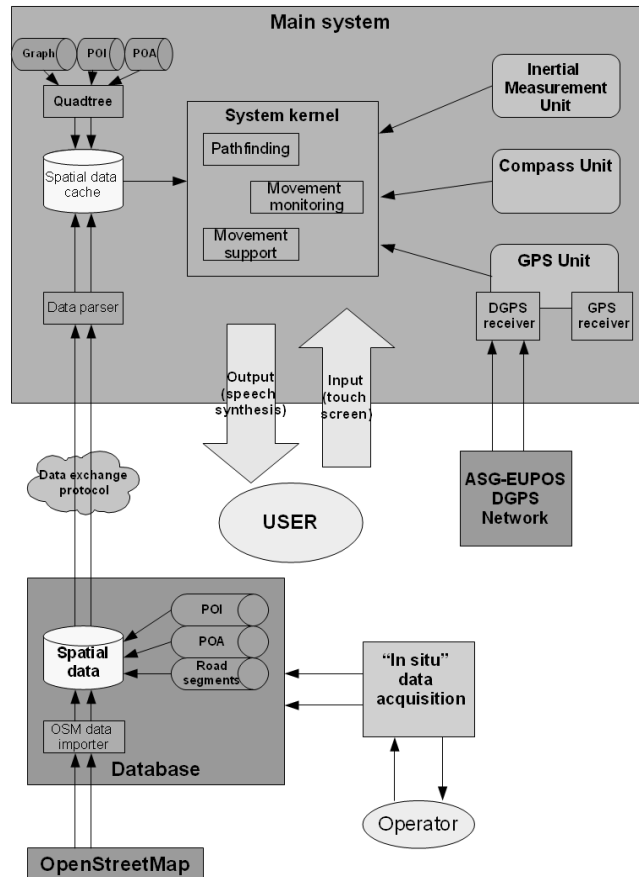 Main system
Graph
POI
POA
Quadtree
Spatial data
cache
Data parser
System kernel
Pathfinding
Movement
monitoring
Movement
support
Inertial
Measurement
Unit
Compass Unit
GPS Unit
DGPS
receiver
GPS
receiver
Output
(speech
synthesis)
Input
(touch
screen)
Data exchange
protocol
USER
ASG-EUPOS
DGPS
Network
POI
POA
Road
segments
Spatial
data
OSM data
importer
Database
“In situ”
data
acquisition
Operator
OpenStreetMap